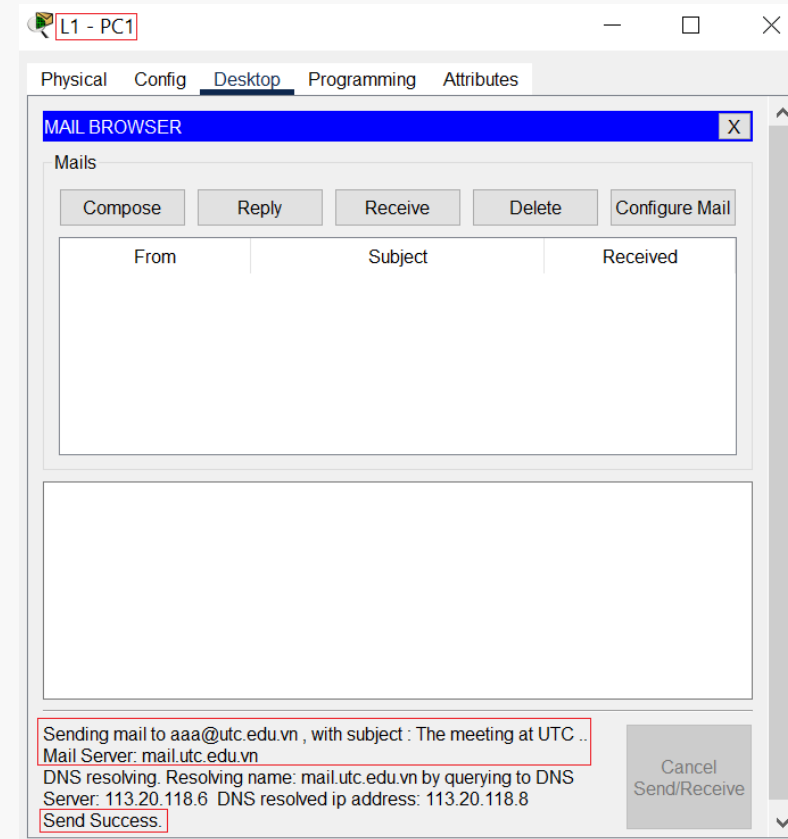 L1 - PC1
Physical Config Desktop Programming Attributes
MAIL BROWSER X
Mails
Compose Reply Receive Delete Configure Mail
From Subject Received
Sending mail to aaa@utc.edu.vn , with subject : The meeting at UTC ..
Mail Server: mail.utc.edu.vn
DNS resolving. Resolving name: mail.utc.edu.vn by querying to DNS
Server: 113.20.118.6 DNS resolved ip address: 113.20.118.8
Send Success.
Cancel
Send/Receive